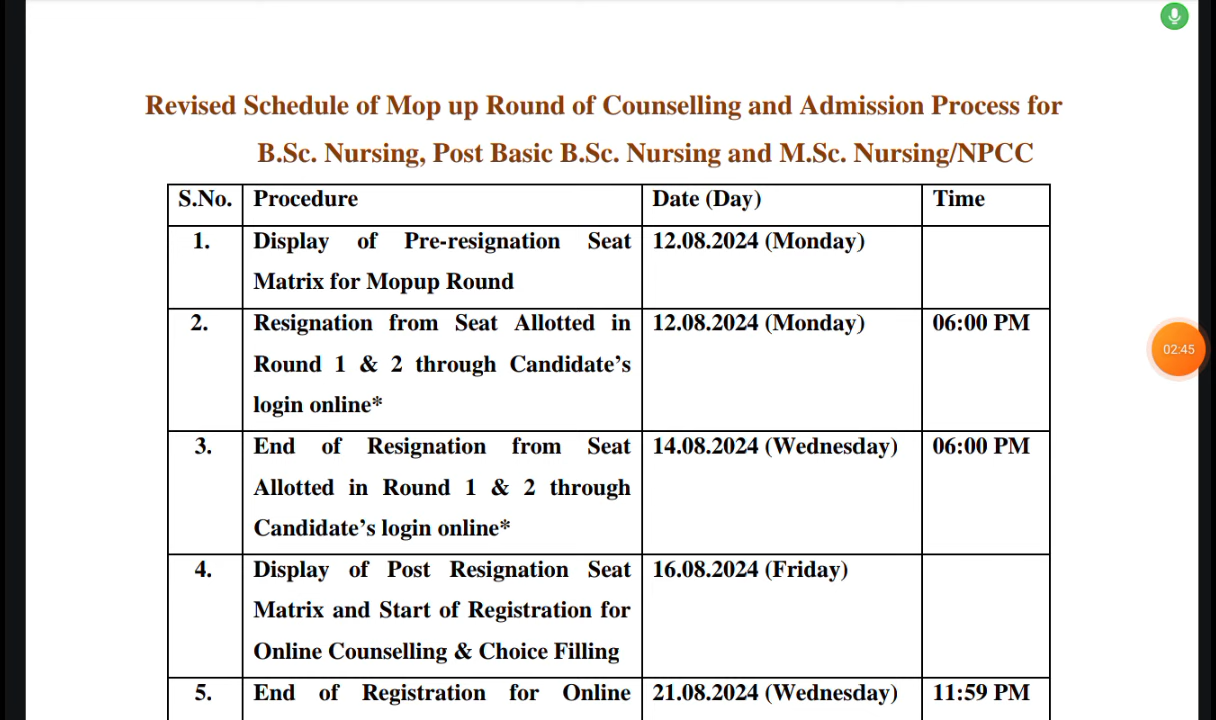 Revised Schedule of Mop up Round of Counselling and Admission Process for
B.Sc. Nursing, Post Basic B.Sc. Nursing and M.Sc. Nursing/NPCC
S.No. Procedure Date (Day) Time
1. Display of Pre-resignation Seat 12.08.2024 (Monday)
Matrix for Mopup Round
2. Resignation from Seat Allotted in 12.08.2024 (Monday) 06:00 PM
Round 1 & 2 through Candidate’s
login online*
3. End of Resignation from Seat 14.08.2024 (Wednesday) 06:00 PM
Allotted in Round 1 & 2 through
Candidate’s login online*
4. Display of Post Resignation Seat 16.08.2024 (Friday)
Matrix and Start of Registration for
Online Counselling & Choice Filling
5. End of Registration for Online 21.08.2024 (Wednesday) 11:59 PM
02:45